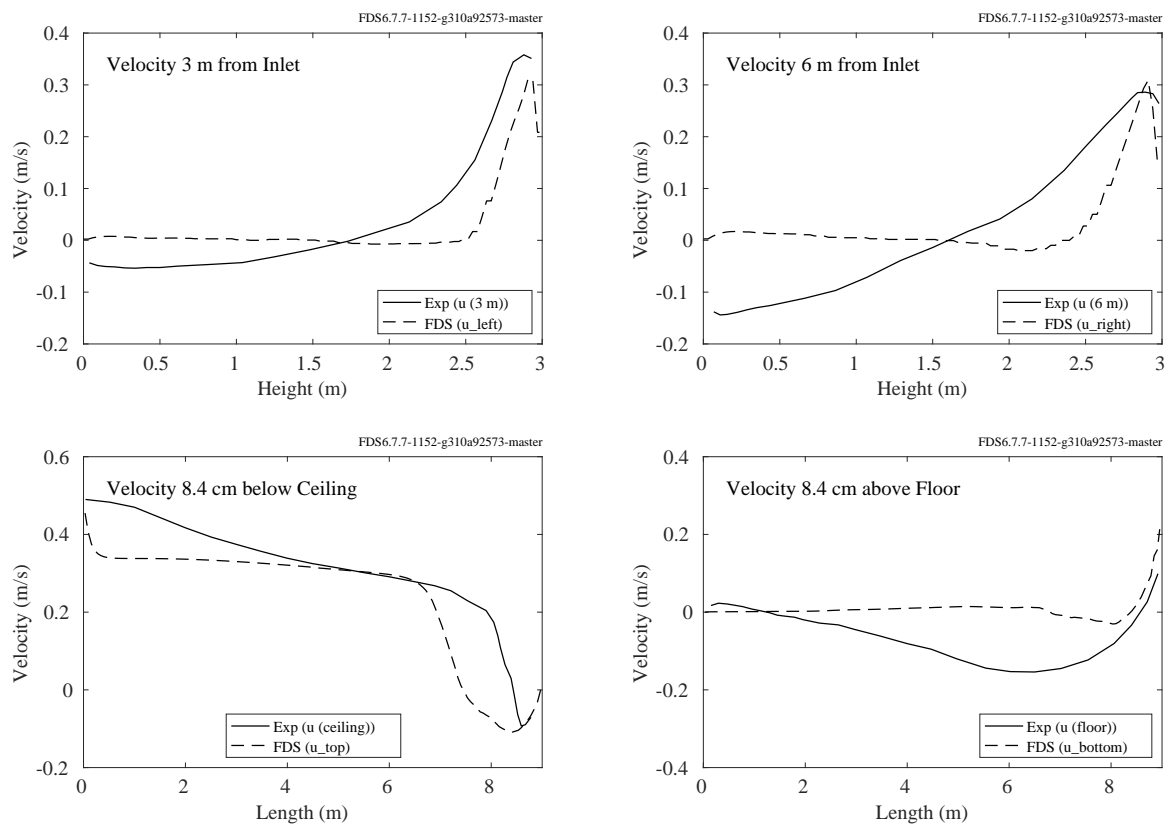 FDS6.7.7-1152-g310a92573-master
Velocity 3 m from Inlet
0.4
0.3
0.2
0.1
0
-0.1
-0.2
Velocity (m/s)
Exp (u (3 m))
FDS (u_left)
0 0.5 1 1.5 2 2.5 3
Height (m)
FDS6.7.7-1152-g310a92573-master
Velocity 6 m from Inlet
0.4
0.3
0.2
0.1
0
-0.1
-0.2
Velocity (m/s)
Exp (u (6 m))
FDS (u_right)
0 0.5 1 1.5 2 2.5 3
Height (m)
FDS6.7.7-1152-g310a92573-master
Velocity 8.4 cm below Ceiling
0.6
0.4
0.2
0
-0.2
Velocity (m/s)
Exp (u (ceiling))
FDS (u_top)
0 2 4 6 8
Length (m)
FDS6.7.7-1152-g310a92573-master
Velocity 8.4 cm above Floor
0.4
0.2
0
-0.2
-0.4
Velocity (m/s)
Exp (u (floor))
FDS (u_bottom)
0 2 4 6 8
Length (m)